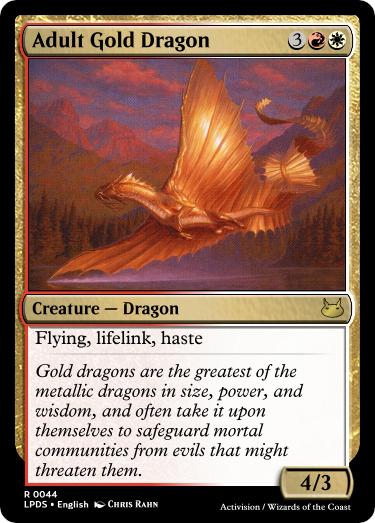 Adult Gold Dragon 3
Creature — Dragon
Flying, lifelink, haste
Gold dragons are the greatest of the
metallic dragons in size, power, and
wisdom, and often take it upon
themselves to safeguard mortal
communities from evils that might
threaten them.
4/3
R 0044
LPDS • English Chris Rahn
Activision / Wizards of the Coast